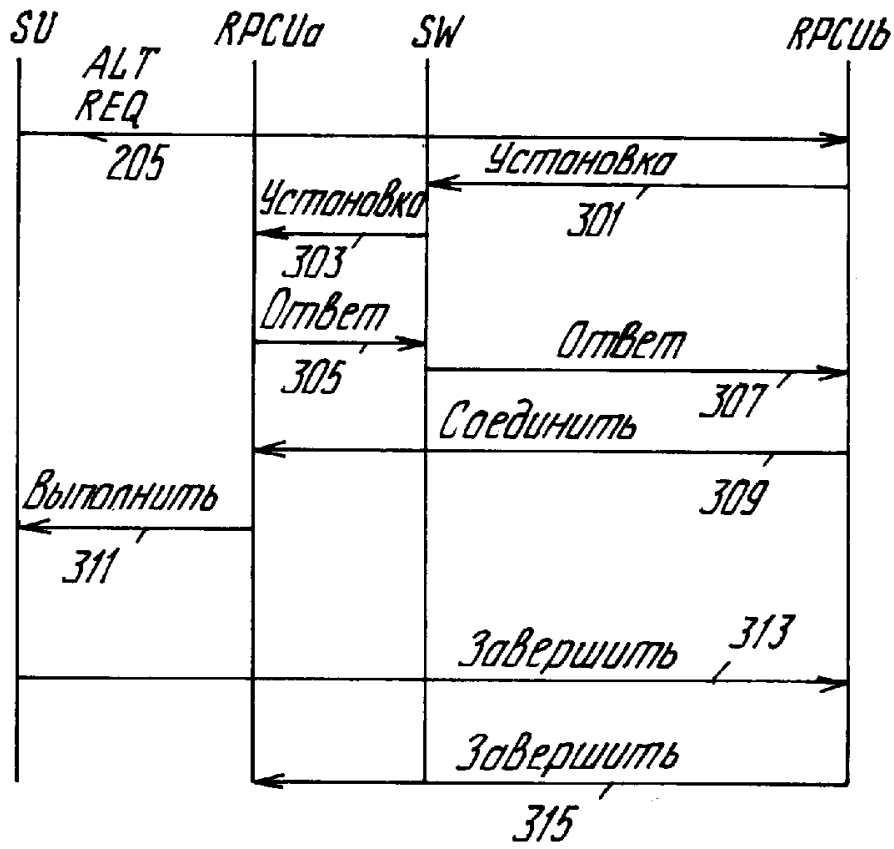 SU RPCUa SW RPCUb
ALT
REQ
205
Установка
301
Установка
303
Ответ
305
Ответ
307
Соединить
309
Выполнить
311
Завершить
313
Завершить
315